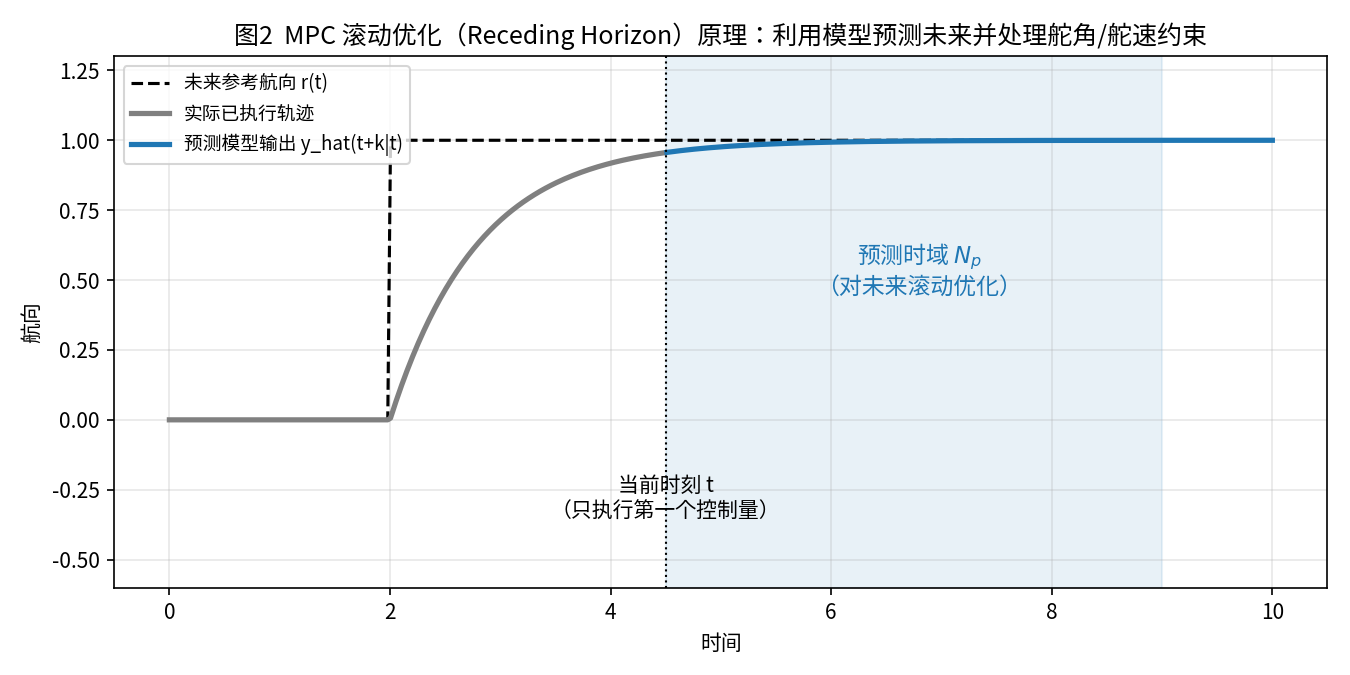 图2 MPC 滚动优化（Receding Horizon）原理：利用模型预测未来并处理舵角/舵速约束
未来参考航向 r(t)
实际已执行轨迹
预测模型输出 y_hat(t+k|t)
1.25
1.00
0.75
0.50
0.25
0.00
-0.25
-0.50
航向
预测时域 Nₚ
（对未来滚动优化）
当前时刻 t
（只执行第一个控制量）
0 2 4 6 8 10
时间